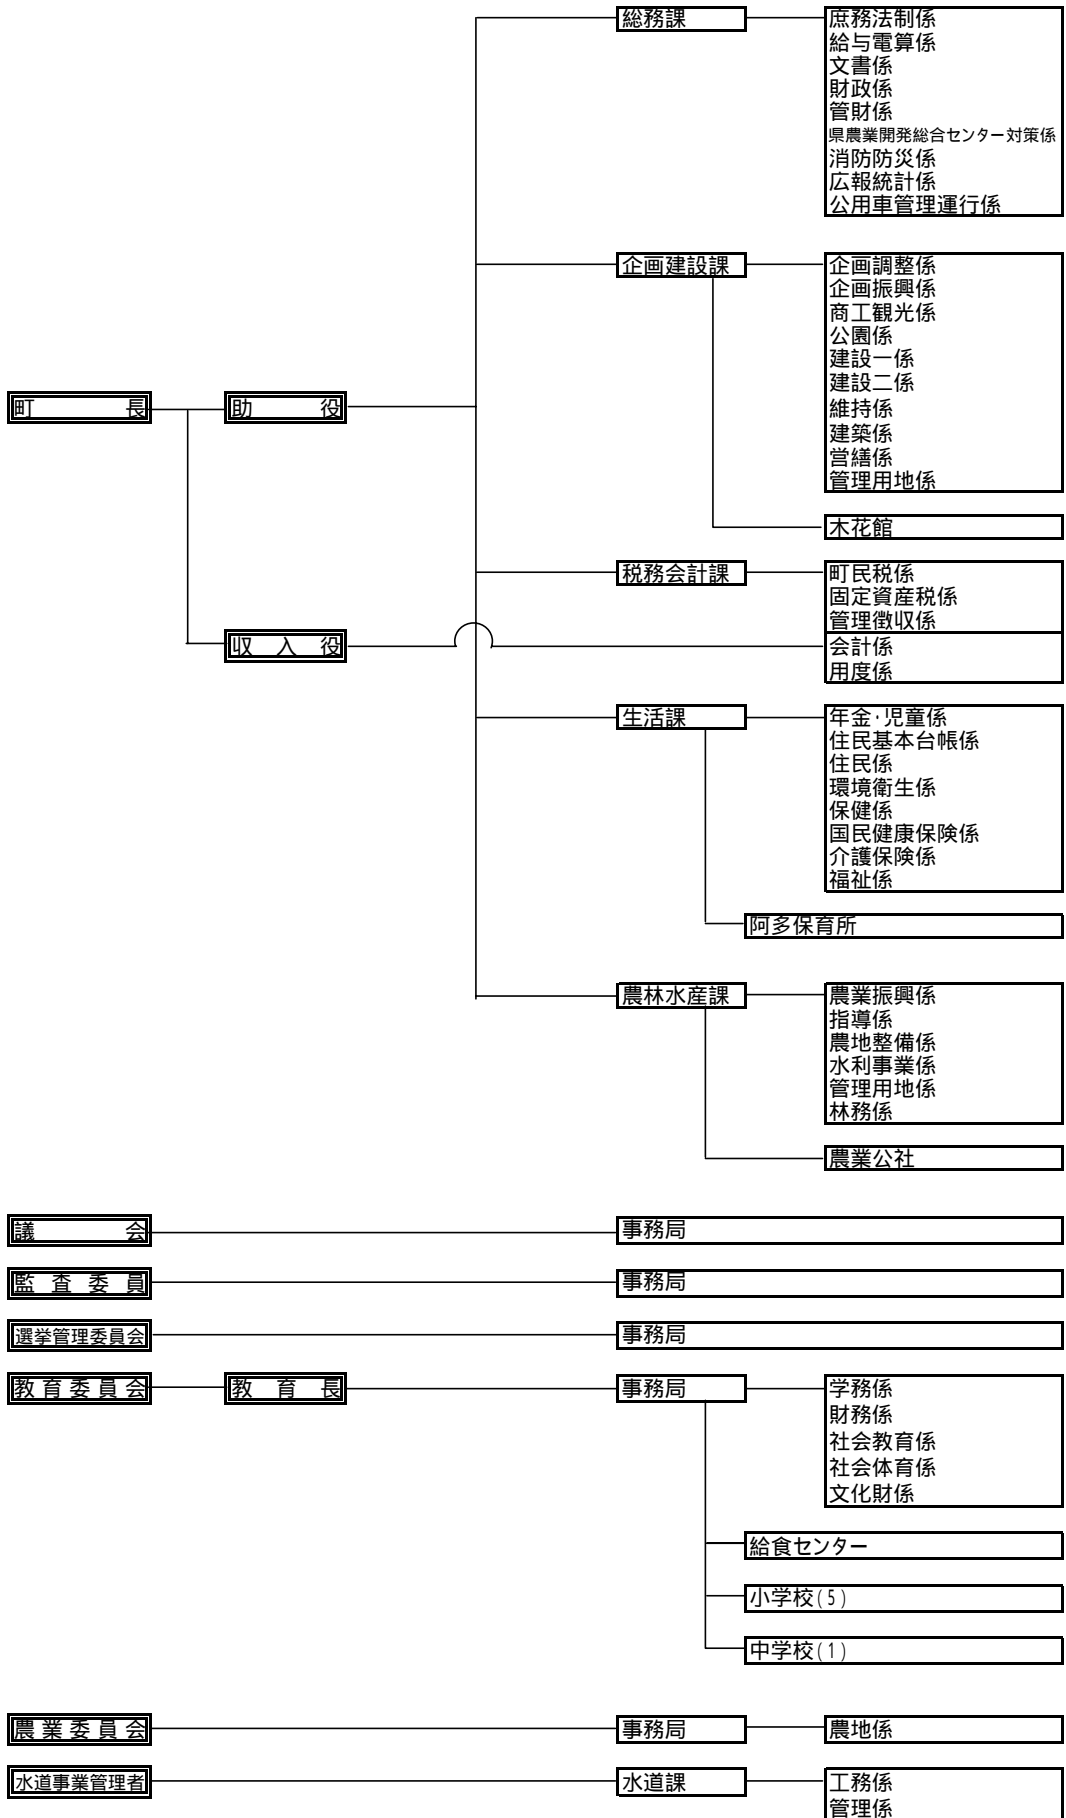 総務課
庶務法制係
給与電算係
文書係
財政係
管財係
県農業開発総合センター対策係
消防防災係
広報統計係
公用車管理運行係
企画建設課
企画調整係
企画振興係
商工観光係
公園係
建設一係
建設二係
維持係
建築係
営繕係
管理用地係
町長
助役
木花館
税務会計課
町民税係
固定資産税係
管理徴収係
収入役
会計係
用度係
生活課
年金・児童係
住民基本台帳係
住民係
環境衛生係
保健係
国民健康保険係
介護保険係
福祉係
阿多保育所
農林水産課
農業振興係
指導係
農地整備係
水利事業係
管理用地係
林務係
農業公社
議会
事務局
監査委員
事務局
選挙管理委員会
事務局
教育委員会
教育長
事務局
学務係
財務係
社会教育係
社会体育係
文化財係
給食センター
小学校(5)
中学校(1)
農業委員会
事務局
農地係
水道事業管理者
水道課
工務係
管理係